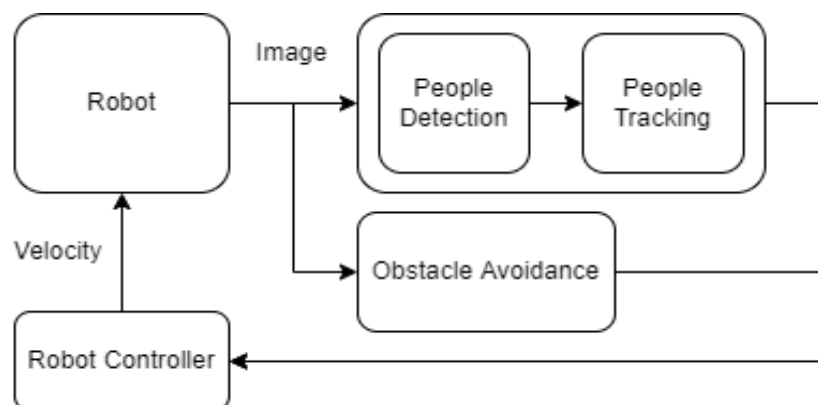 Image
Robot
People
Detection
People
Tracking
Velocity
Obstacle Avoidance
Robot Controller